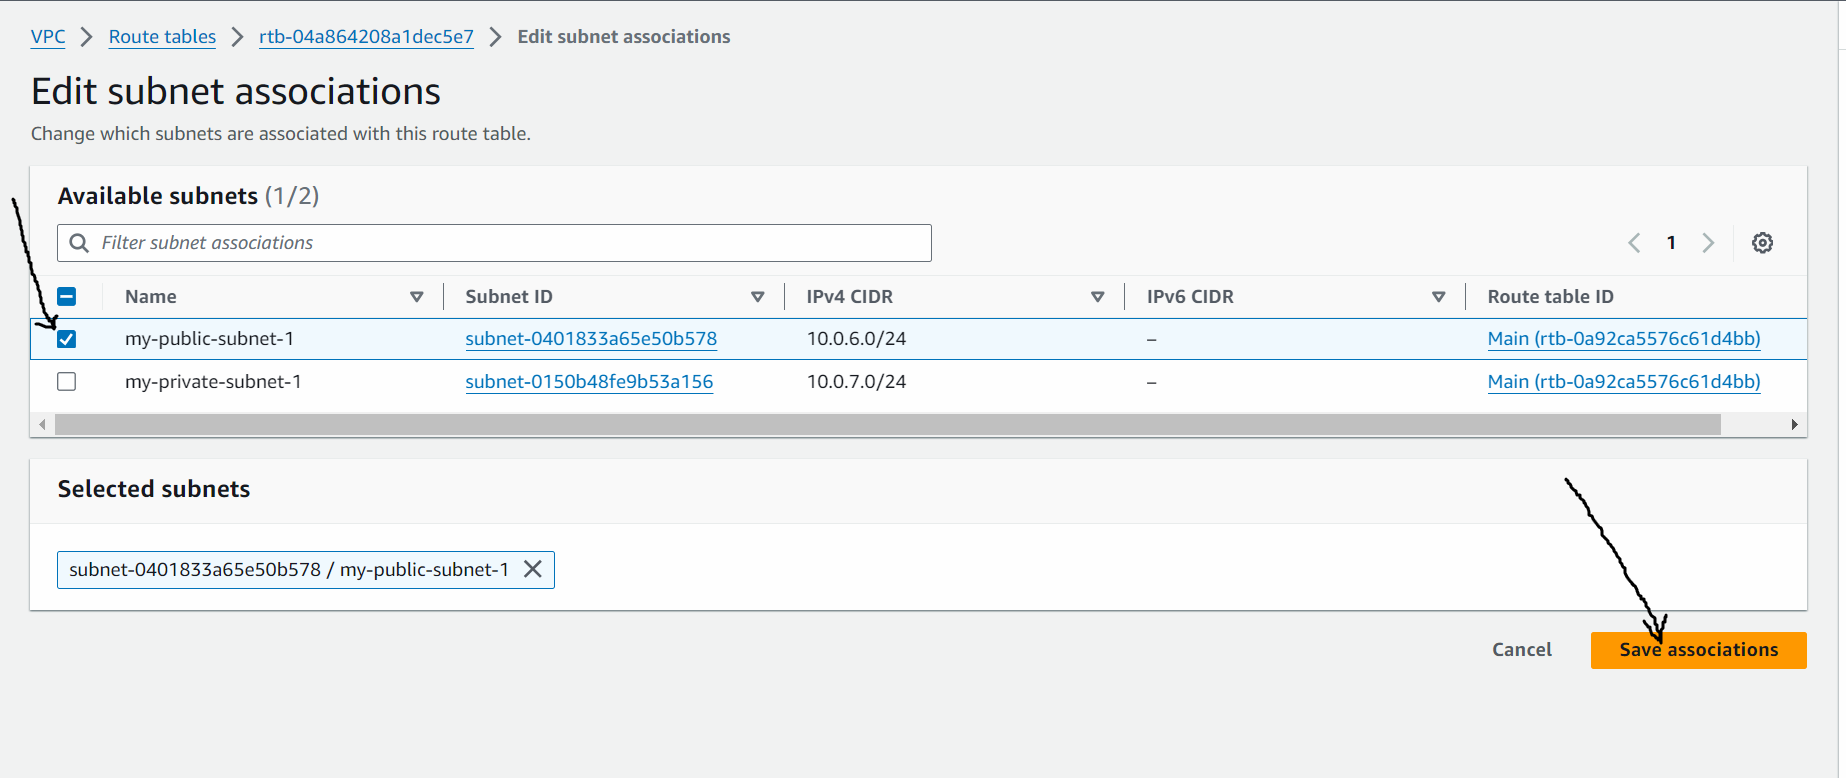 VPC > Route tables > rtb-04a864208a1dec5e7 > Edit subnet associations
Edit subnet associations
Change which subnets are associated with this route table.
Available subnets (1/2)
Filter subnet associations
1
Name Subnet ID IPv4 CIDR IPv6 CIDR Route table ID
my-public-subnet-1 subnet-0401833a65e50b578 10.0.6.0/24 – Main (rtb-0a92ca5576c61d4bb)
my-private-subnet-1 subnet-0150b48fe9b53a156 10.0.7.0/24 – Main (rtb-0a92ca5576c61d4bb)
Selected subnets
subnet-0401833a65e50b578 / my-public-subnet-1
Cancel Save associations